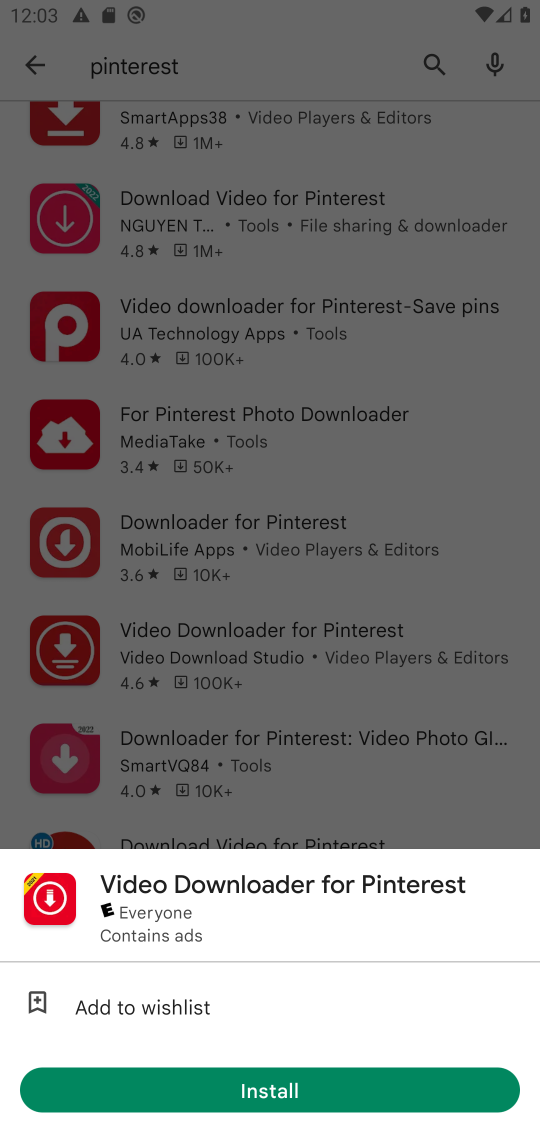 12:03
pinterest
SmartApps38 • Video Players & Editors
4.8★ 1M+
2022
Download Video for Pinterest
NGUYEN T... • Tools • File sharing & downloader
4.8★ 1M+
Video downloader for Pinterest-Save pins
UA Technology Apps • Tools
4.0★ 100K+
For Pinterest Photo Downloader
MediaTake • Tools
3.4★ 50K+
Downloader for Pinterest
MobiLife Apps • Video Players & Editors
3.6★ 10K+
Video Downloader for Pinterest
Video Download Studio • Video Players & Editors
4.6★ 100K+
2022
Downloader for Pinterest: Video Photo GI...
SmartVQ84 • Tools
4.0★ 10K+
HD
Download Video for Pinterest
Video Downloader for Pinterest
E Everyone
Contains ads
Add to wishlist
Install